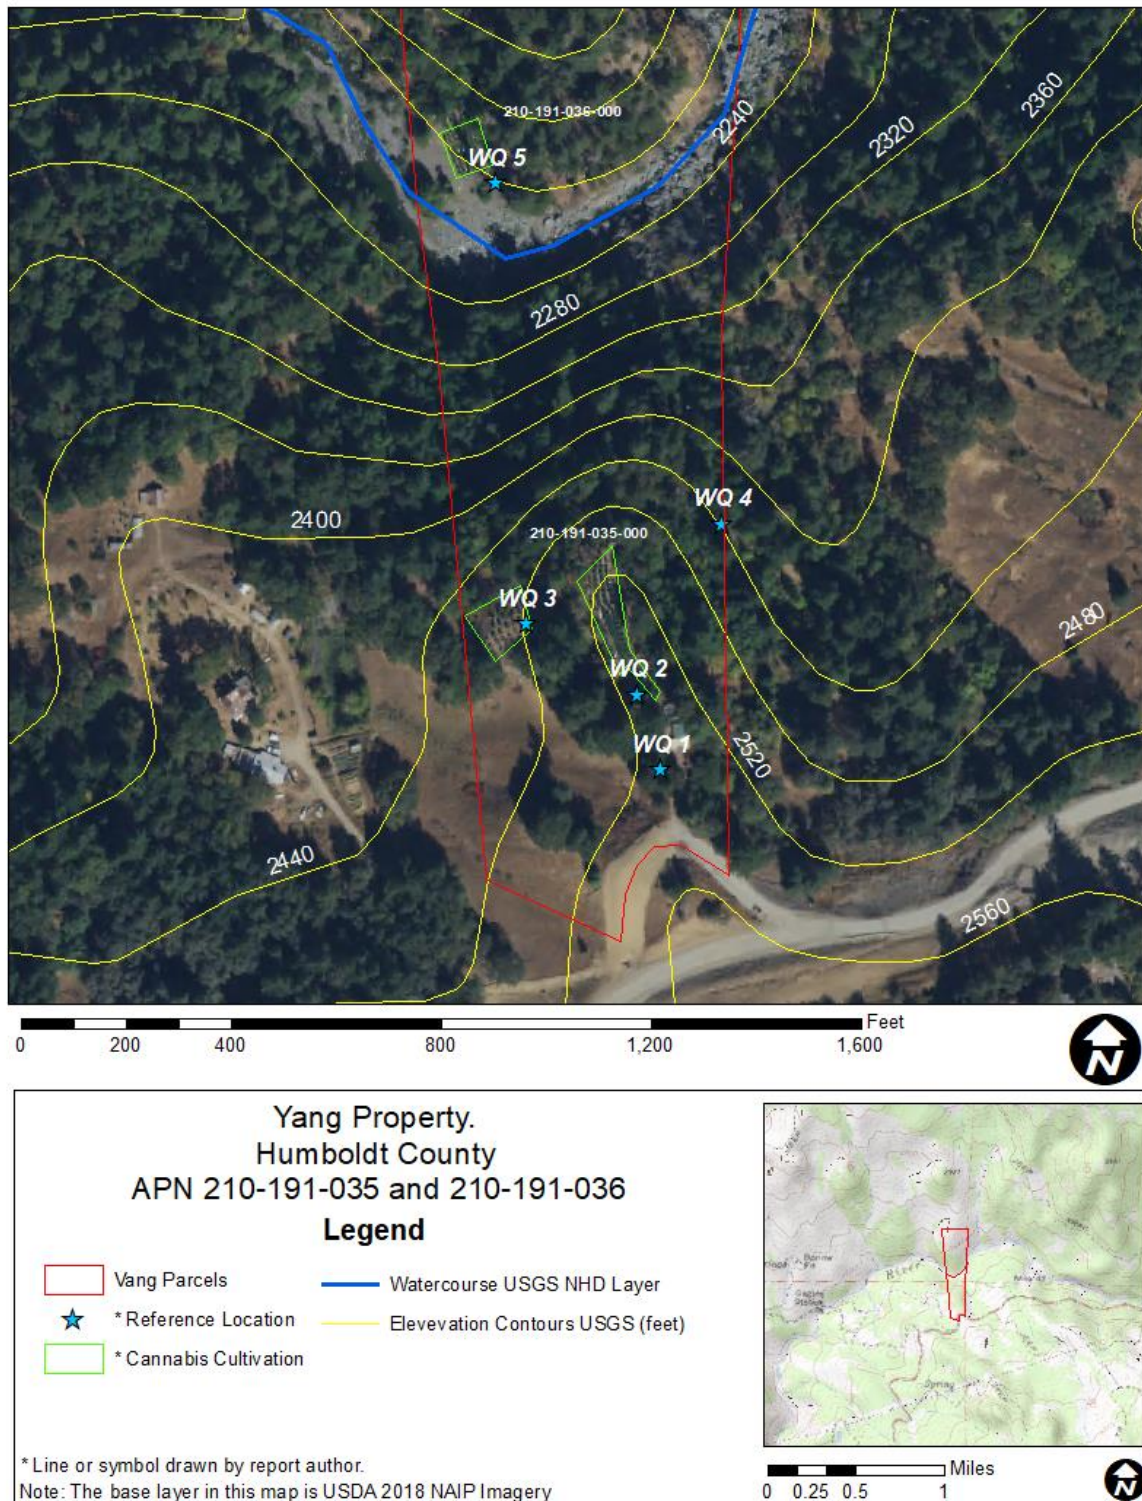 210-191-036-000
WQ 5
2240
2320
2360
2280
WQ 4
2400
210-191-035-000
WQ 3
2480
WQ 2
WQ 1
2520
2440
2560
Feet
0 200 400 800 1,200 1,600
N
Yang Property.
Humboldt County
APN 210-191-035 and 210-191-036
Legend
Vang Parcels
Watercourse USGS NHD Layer
* Reference Location
Elevevation Contours USGS (feet)
* Cannabis Cultivation
River
Spring
Miles
0 0.25 0.5 1
N
* Line or symbol drawn by report author.
Note: The base layer in this map is USDA 2018 NAIP Imagery